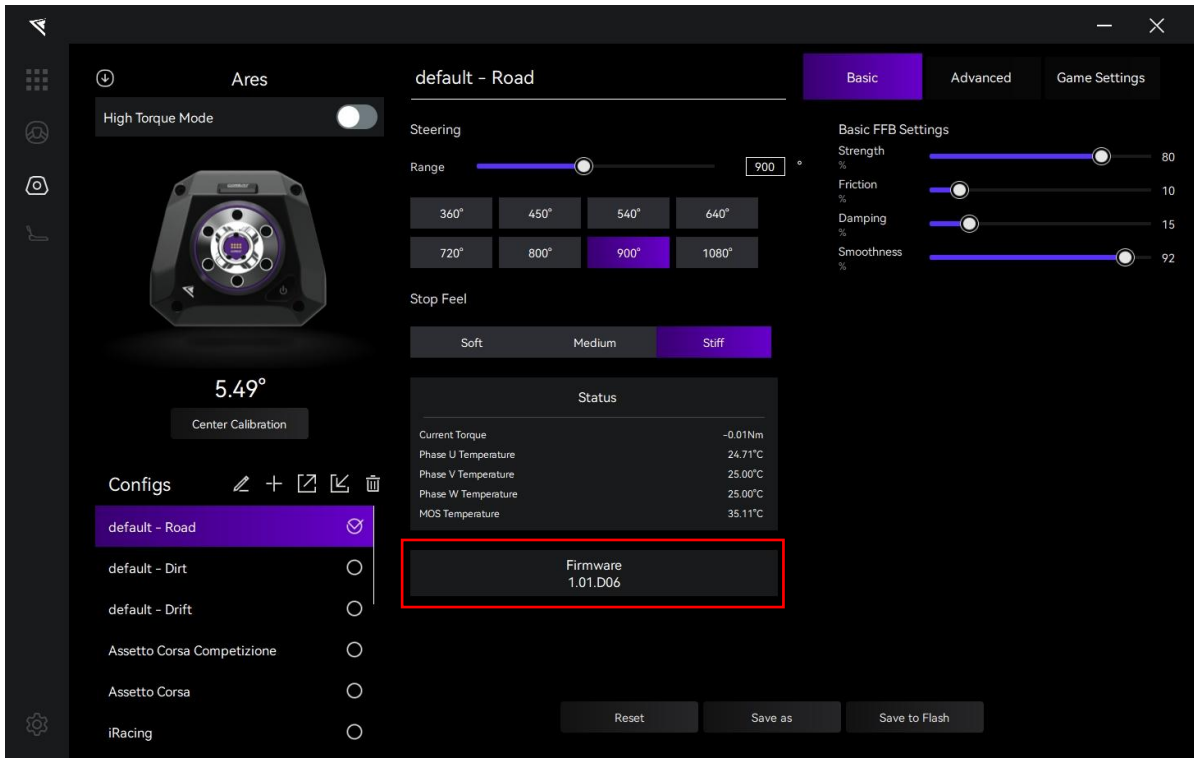 Ares
High Torque Mode
5.49°
Center Calibration
Configs
default - Road
default - Dirt
default - Drift
Assetto Corsa Competizione
Assetto Corsa
iRacing
default - Road
Steering
Range 900 °
360° 450° 540° 640°
720° 800° 900° 1080°
Stop Feel
Soft Medium Stiff
Status
Current Torque -0.01Nm
Phase U Temperature 24.71°C
Phase V Temperature 25.00°C
Phase W Temperature 25.00°C
MOS Temperature 35.11°C
Firmware
1.01.D06
Basic Advanced Game Settings
Basic FFB Settings
Strength
% 80
Friction
% 10
Damping
% 15
Smoothness
% 92
Reset Save as Save to Flash